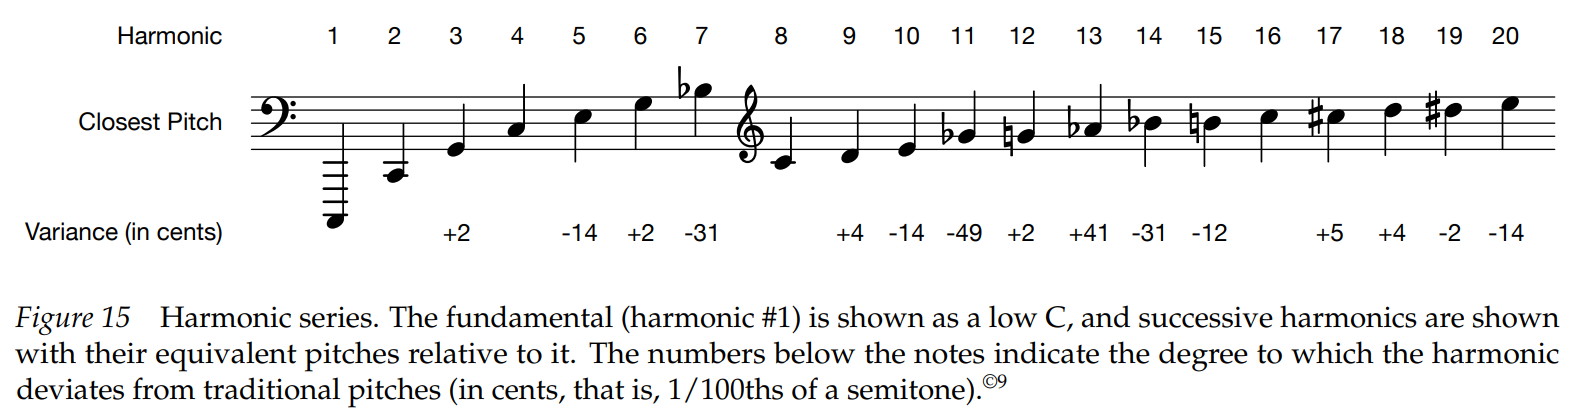 Harmonic 1 2 3 4 5 6 7 8 9 10 11 12 13 14 15 16 17 18 19 20
Closest Pitch
Variance (in cents) +2 -14 +2 -31 +4 -14 -49 +2 +41 -31 -12 +5 +4 -2 -14
Figure 15 Harmonic series. The fundamental (harmonic #1) is shown as a low C, and successive harmonics are shown
with their equivalent pitches relative to it. The numbers below the notes indicate the degree to which the harmonic
deviates from traditional pitches (in cents, that is, 1/100ths of a semitone).©9